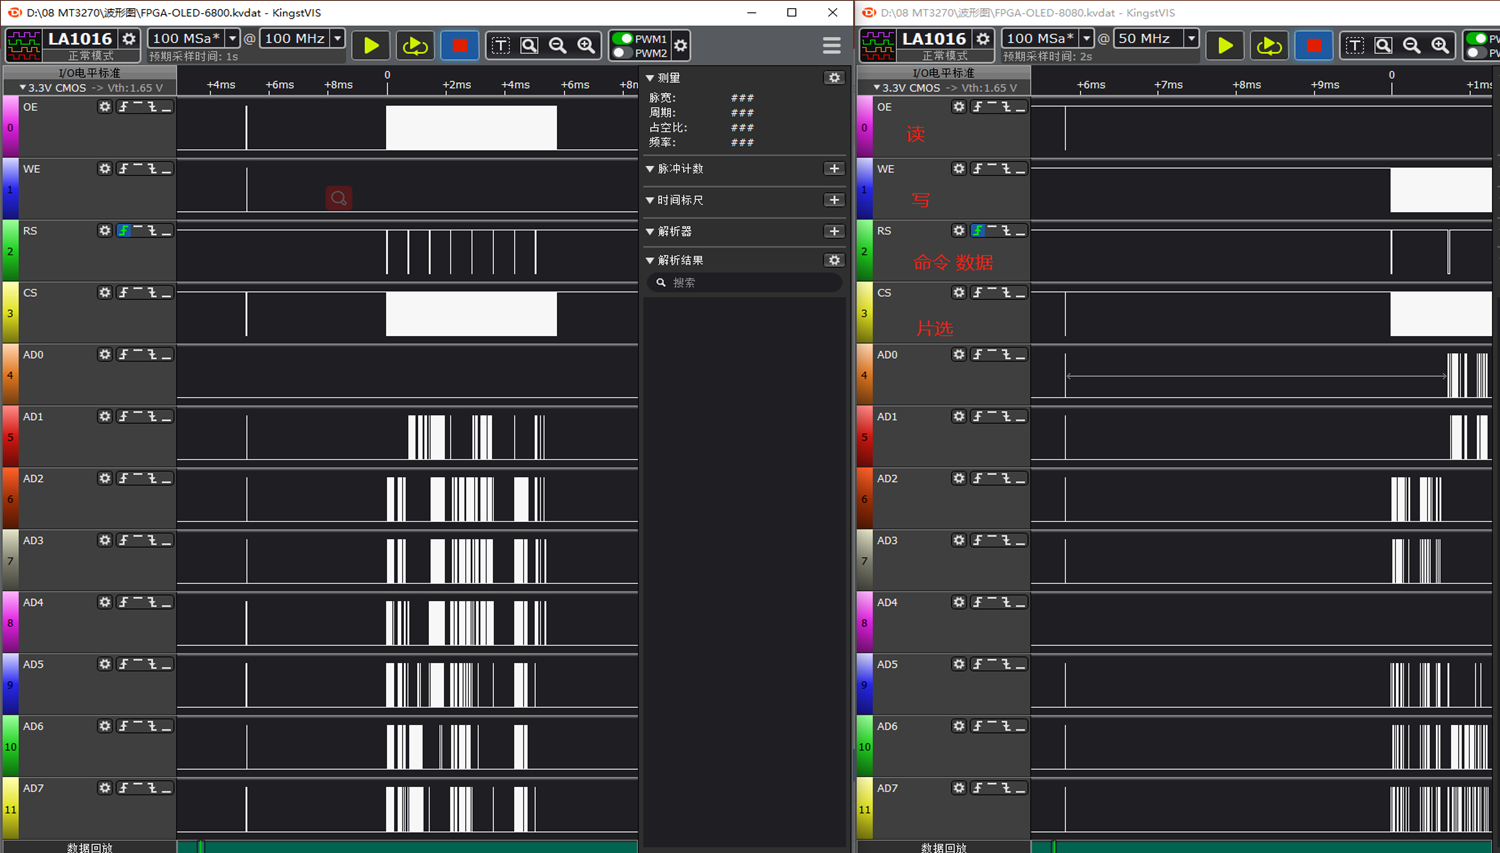 D:\08 MT3270\波形图\FPGA-OLED-6800.kvdat - KingstVIS
LA1016
正常模式
100 MSa*
@
100 MHz
预期采样时间: 1s
T
PWM1
PWM2
I/O电平标准
3.3V CMOS -> Vth:1.65 V
+4ms
+6ms
+8ms
0
+2ms
+4ms
+6ms
+8m
0
OE
1
WE
2
RS
3
CS
4
AD0
5
AD1
6
AD2
7
AD3
8
AD4
9
AD5
10
AD6
11
AD7
数据回放
测量
脉宽: ###
周期: ###
占空比: ###
频率: ###
脉冲计数
时间标尺
解析器
解析结果
搜索
D:\08 MT3270\波形图\FPGA-OLED-8080.kvdat - KingstVIS
LA1016
正常模式
100 MSa*
@
50 MHz
预期采样时间: 2s
T
PW
PW
I/O电平标准
3.3V CMOS -> Vth:1.65 V
+6ms
+7ms
+8ms
+9ms
0
+1ms
0
OE
读
1
WE
写
2
RS
命令 数据
3
CS
片选
4
AD0
5
AD1
6
AD2
7
AD3
8
AD4
9
AD5
10
AD6
11
AD7
数据回放